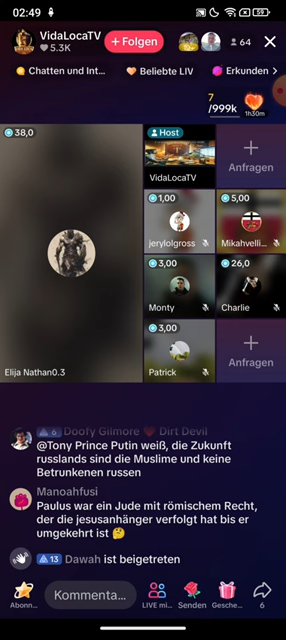 02:49
59
VidaLocaTV
5.3K
+ Folgen
64
Chatten und Int...
Beliebte LIV
Erkunden
7
/999k
1h30m
38,0
Host
VidaLocaTV
Anfragen
1,00
5,00
jerylolgross
Mikahvelli...
3,00
26,0
Monty
Charlie
3,00
Anfragen
Elija Nathan0.3
Patrick
6 Doofy Gilmore ❤️ Dirt Devil
@Tony Prince Putin weiß, die Zukunft
russlands sind die Muslime und keine
Betrunkenen russen
Manoahfusi
Paulus war ein Jude mit römischem Recht,
der die jesusanhänger verfolgt hat bis er
umgekehrt ist 🤔
13 Dawah ist beigetreten
Kommenta...
Abonn...
LIVE mi...
Senden
Gesche...
6